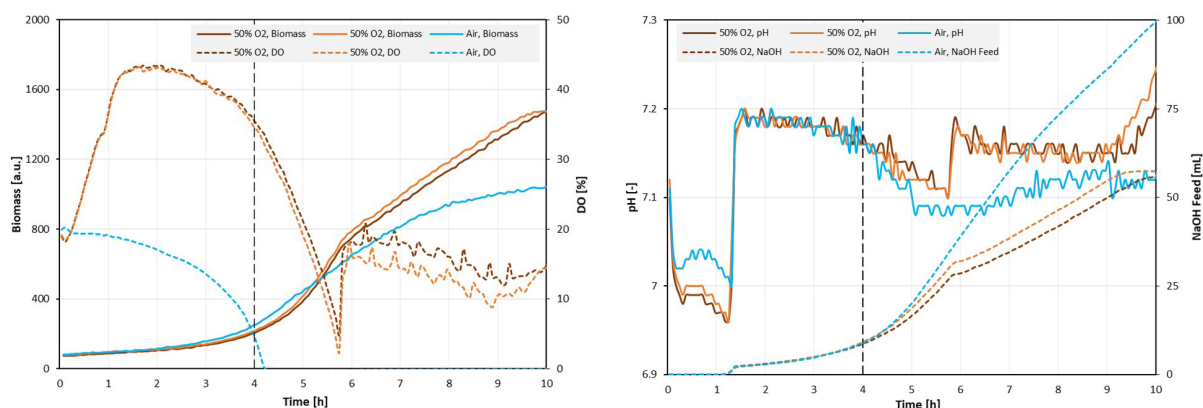 2000
1600
1200
800
400
0
Biomass [a.u.]
50% O2, Biomass 50% O2, Biomass Air, Biomass
50% O2, DO 50% O2, DO Air, DO
50
40
30
20
10
0
DO [%]
0 1 2 3 4 5 6 7 8 9 10
Time [h]
7.3
7.2
7.1
7
6.9
pH [-]
50% O2, pH 50% O2, pH Air, pH
50% O2, NaOH 50% O2, NaOH Air, NaOH Feed
100
75
50
25
0
NaOH Feed [mL]
0 1 2 3 4 5 6 7 8 9 10
Time [h]